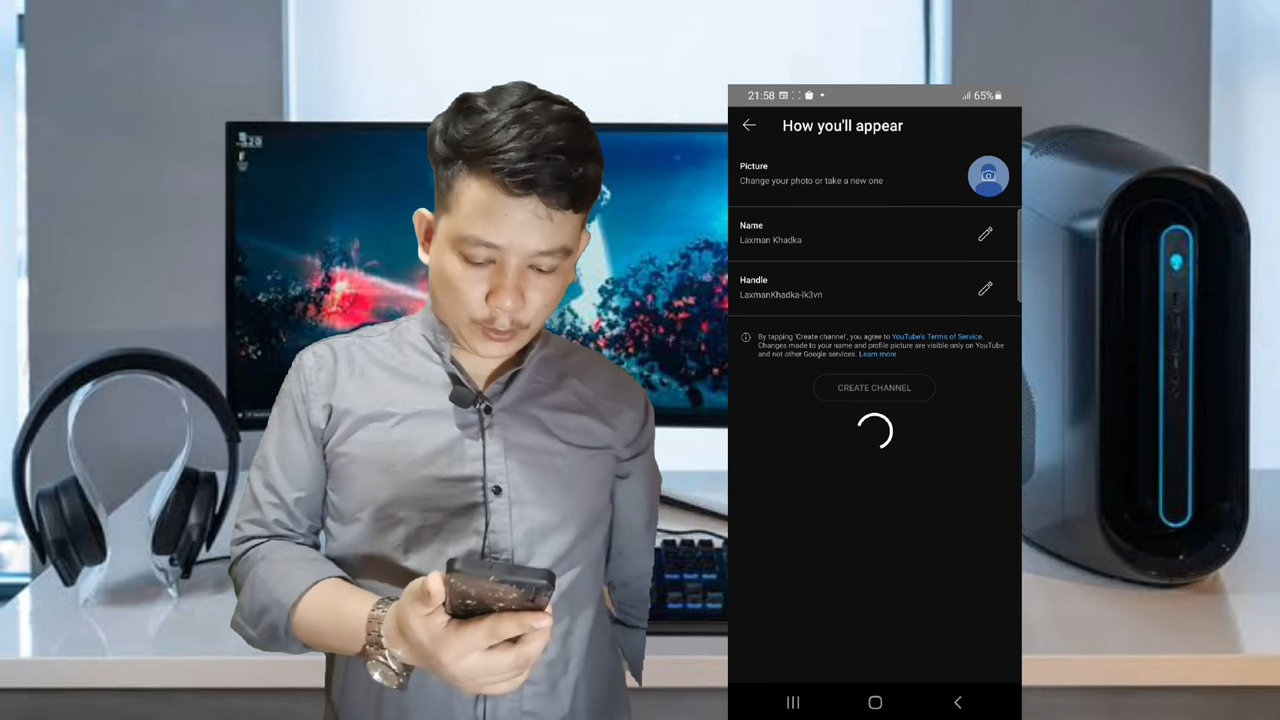 21:58
65%
How you'll appear
Picture
Change your photo or take a new one
Name
Laxman Khadka
Handle
LaxmanKhadka-lk3vn
By tapping 'Create channel', you agree to YouTube's Terms of Service.
Changes made to your name and profile picture are visible only on YouTube
and not other Google services. Learn more
CREATE CHANNEL